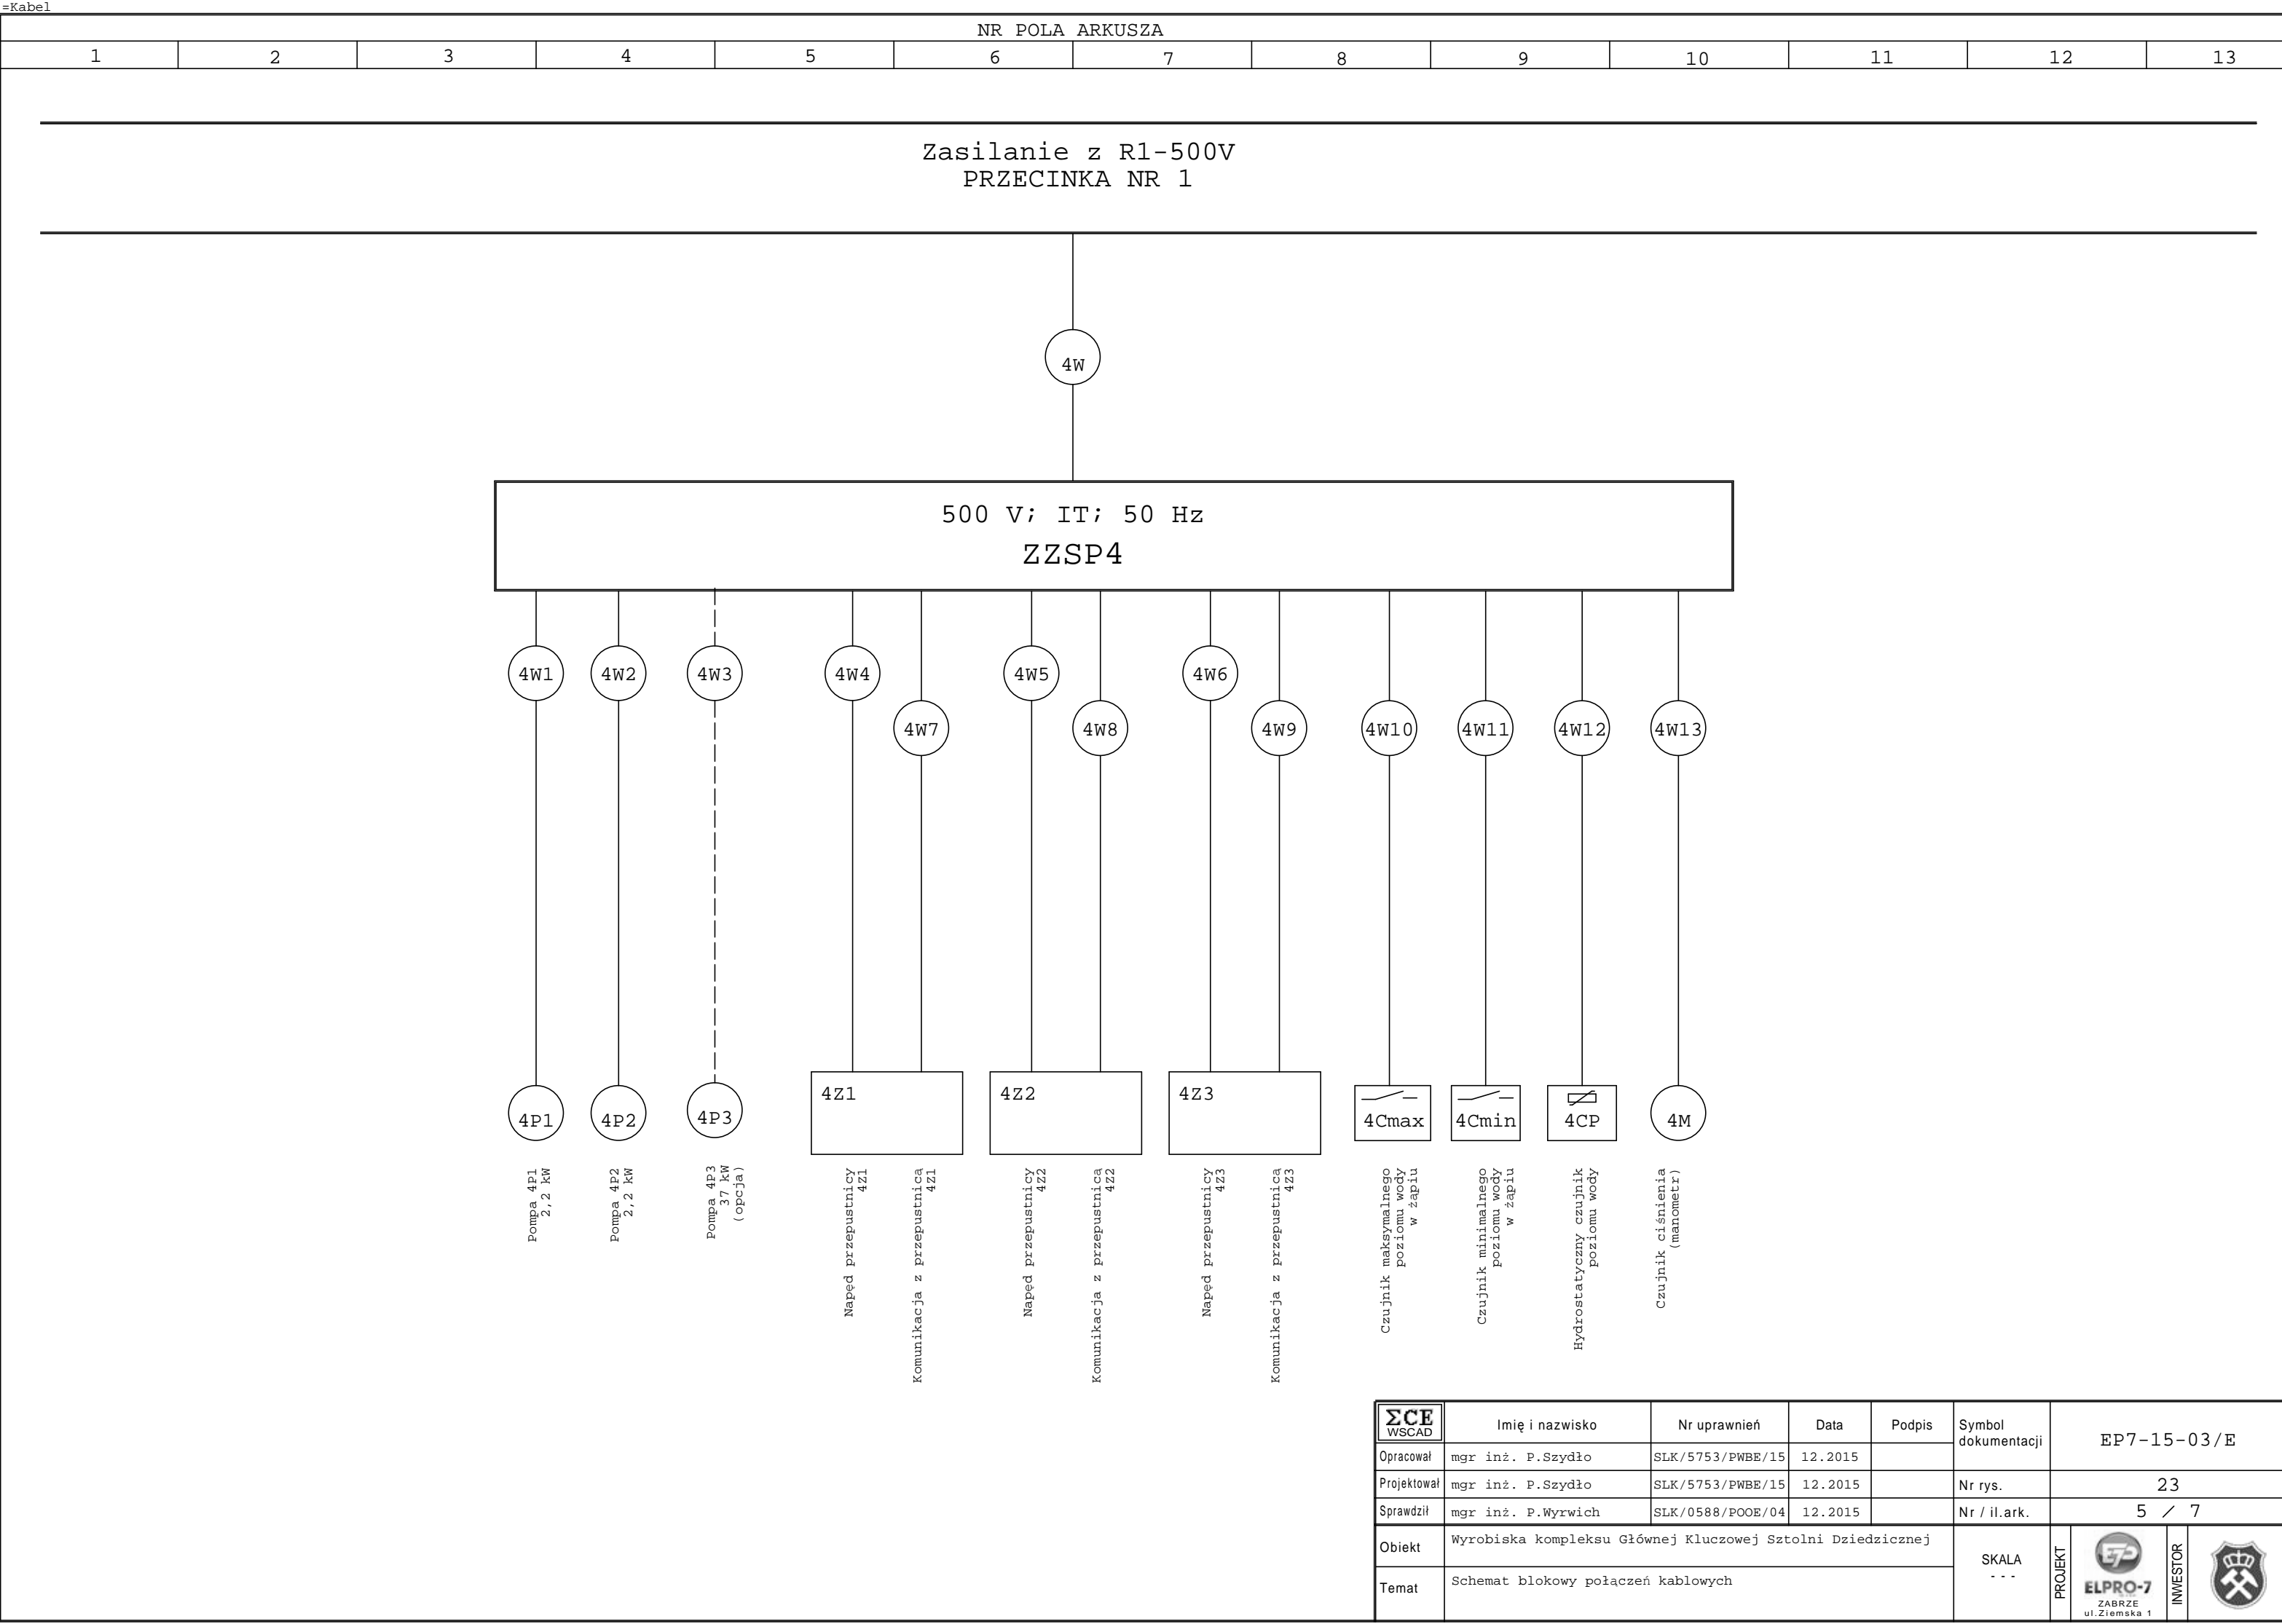 =Kabel
NR POLA ARKUSZA
1 2 3 4 5 6 7 8 9 10 11 12 13
Zasilanie z R1-500V
PRZECINKA NR 1
4W
500 V; IT; 50 Hz
ZZSP4
4W1 4W2 4W3 4W4 4W5 4W6
4W7 4W8 4W9 4W10 4W11 4W12 4W13
4Z1 4Z2 4Z3
4P1 4P2 4P3 4Cmax 4Cmin 4CP 4M
Pompa 4P1
2,2 kW
Pompa 4P2
2,2 kW
Pompa 4P3
37 kW
(opcja)
Napęd przepustnicy
4Z1
Komunikacja z przepustnicą
4Z1
Napęd przepustnicy
4Z2
Komunikacja z przepustnicą
4Z2
Napęd przepustnicy
4Z3
Komunikacja z przepustnicą
4Z3
Czujnik maksymalnego
poziomu wody
w żąpiu
Czujnik minimalnego
poziomu wody
w żąpiu
Hydrostatyczny czujnik
poziomu wody
Czujnik ciśnienia
(manometr)
ΣCE
WSCAD
Imię i nazwisko Nr uprawnień Data Podpis Symbol
dokumentacji EP7-15-03/E
Opracował mgr inż. P.Szydło SLK/5753/PWBE/15 12.2015
Projektował mgr inż. P.Szydło SLK/5753/PWBE/15 12.2015 Nr rys. 23
Sprawdził mgr inż. P.Wyrwich SLK/0588/POOE/04 12.2015 Nr / il.ark. 5 / 7
Obiekt Wyrobiska kompleksu Głównej Kluczowej Sztolni Dziedzicznej
Temat Schemat blokowy połączeń kablowych
SKALA
- - -
PROJEKT
EP
ELPRO-7
ZABRZE
ul.Ziemska 1
INWESTOR